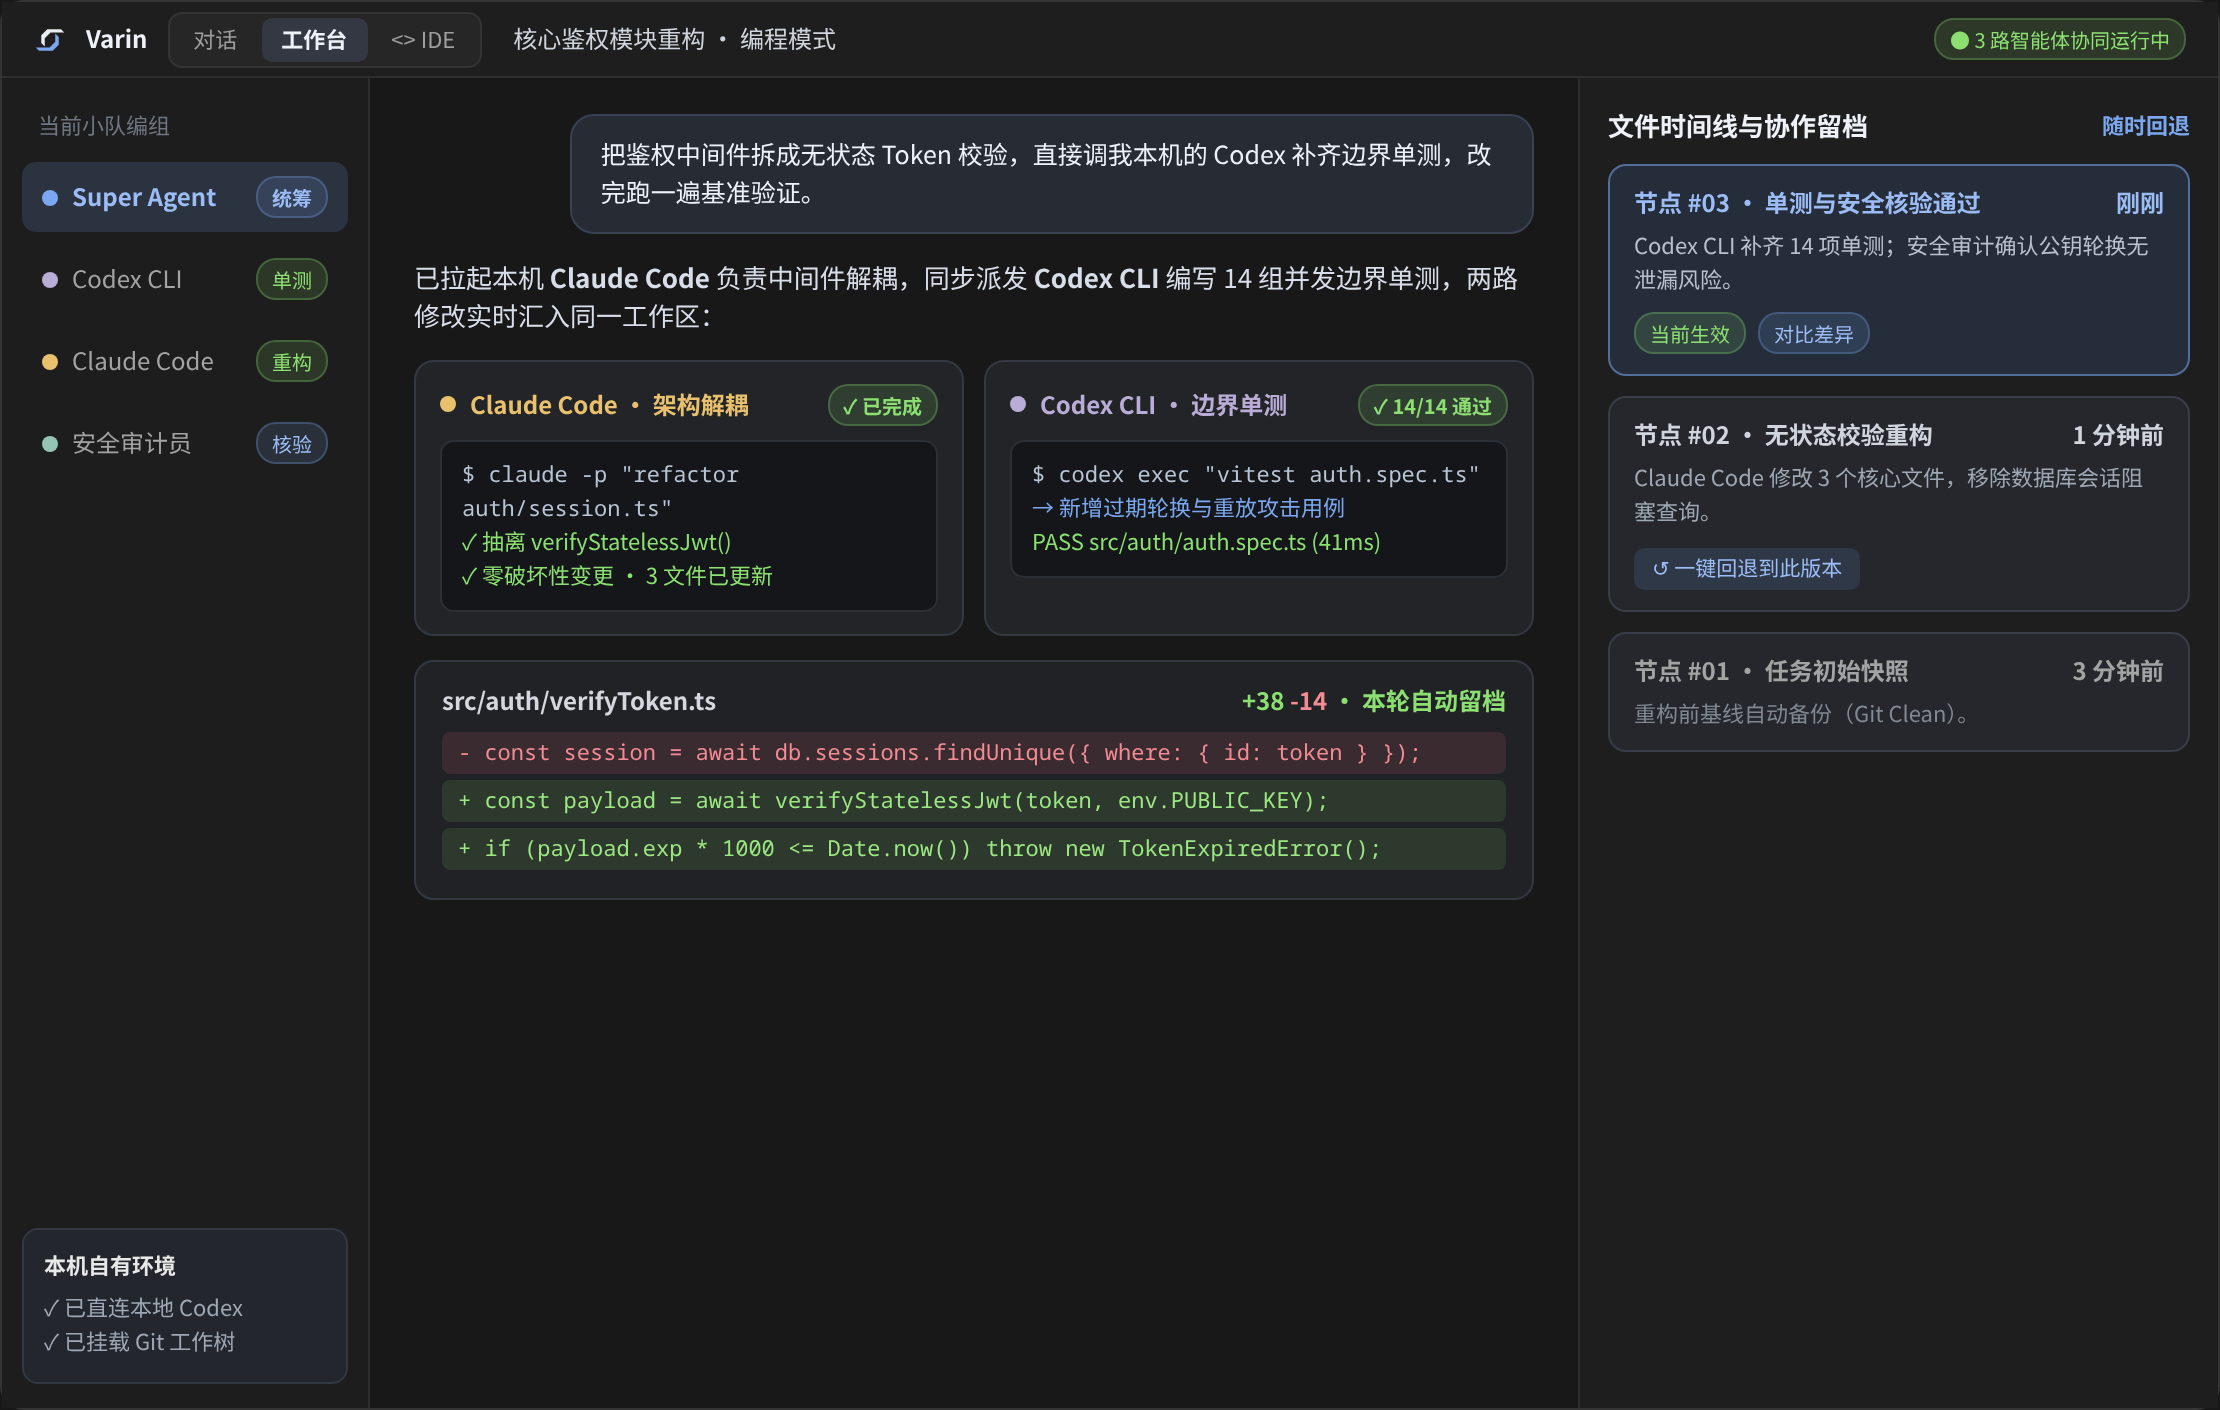 Varin
对话
工作台
<> IDE
核心鉴权模块重构 • 编程模式
3 路智能体协同运行中
当前小队编组
Super Agent 统筹
Codex CLI 单测
Claude Code 重构
安全审计员 核验
本机自有环境
✓ 已直连本地 Codex
✓ 已挂载 Git 工作树
把鉴权中间件拆成无状态 Token 校验，直接调我本机的 Codex 补齐边界单测，改
完跑一遍基准验证。
已拉起本机 Claude Code 负责中间件解耦，同步派发 Codex CLI 编写 14 组并发边界单测，两路
修改实时汇入同一工作区：
Claude Code • 架构解耦 ✓ 已完成
$ claude -p "refactor
auth/session.ts"
✓ 抽离 verifyStatelessJwt()
✓ 零破坏性变更 • 3 文件已更新
Codex CLI • 边界单测 ✓ 14/14 通过
$ codex exec "vitest auth.spec.ts"
→ 新增过期轮换与重放攻击用例
PASS src/auth/auth.spec.ts (41ms)
src/auth/verifyToken.ts +38 -14 • 本轮自动留档
- const session = await db.sessions.findUnique({ where: { id: token } });
+ const payload = await verifyStatelessJwt(token, env.PUBLIC_KEY);
+ if (payload.exp * 1000 <= Date.now()) throw new TokenExpiredError();
文件时间线与协作留档 随时回退
节点 #03 • 单测与安全核验通过 刚刚
Codex CLI 补齐 14 项单测；安全审计确认公钥轮换无
泄漏风险。
当前生效 对比差异
节点 #02 • 无状态校验重构 1 分钟前
Claude Code 修改 3 个核心文件，移除数据库会话阻
塞查询。
↺ 一键回退到此版本
节点 #01 • 任务初始快照 3 分钟前
重构前基线自动备份（Git Clean）。